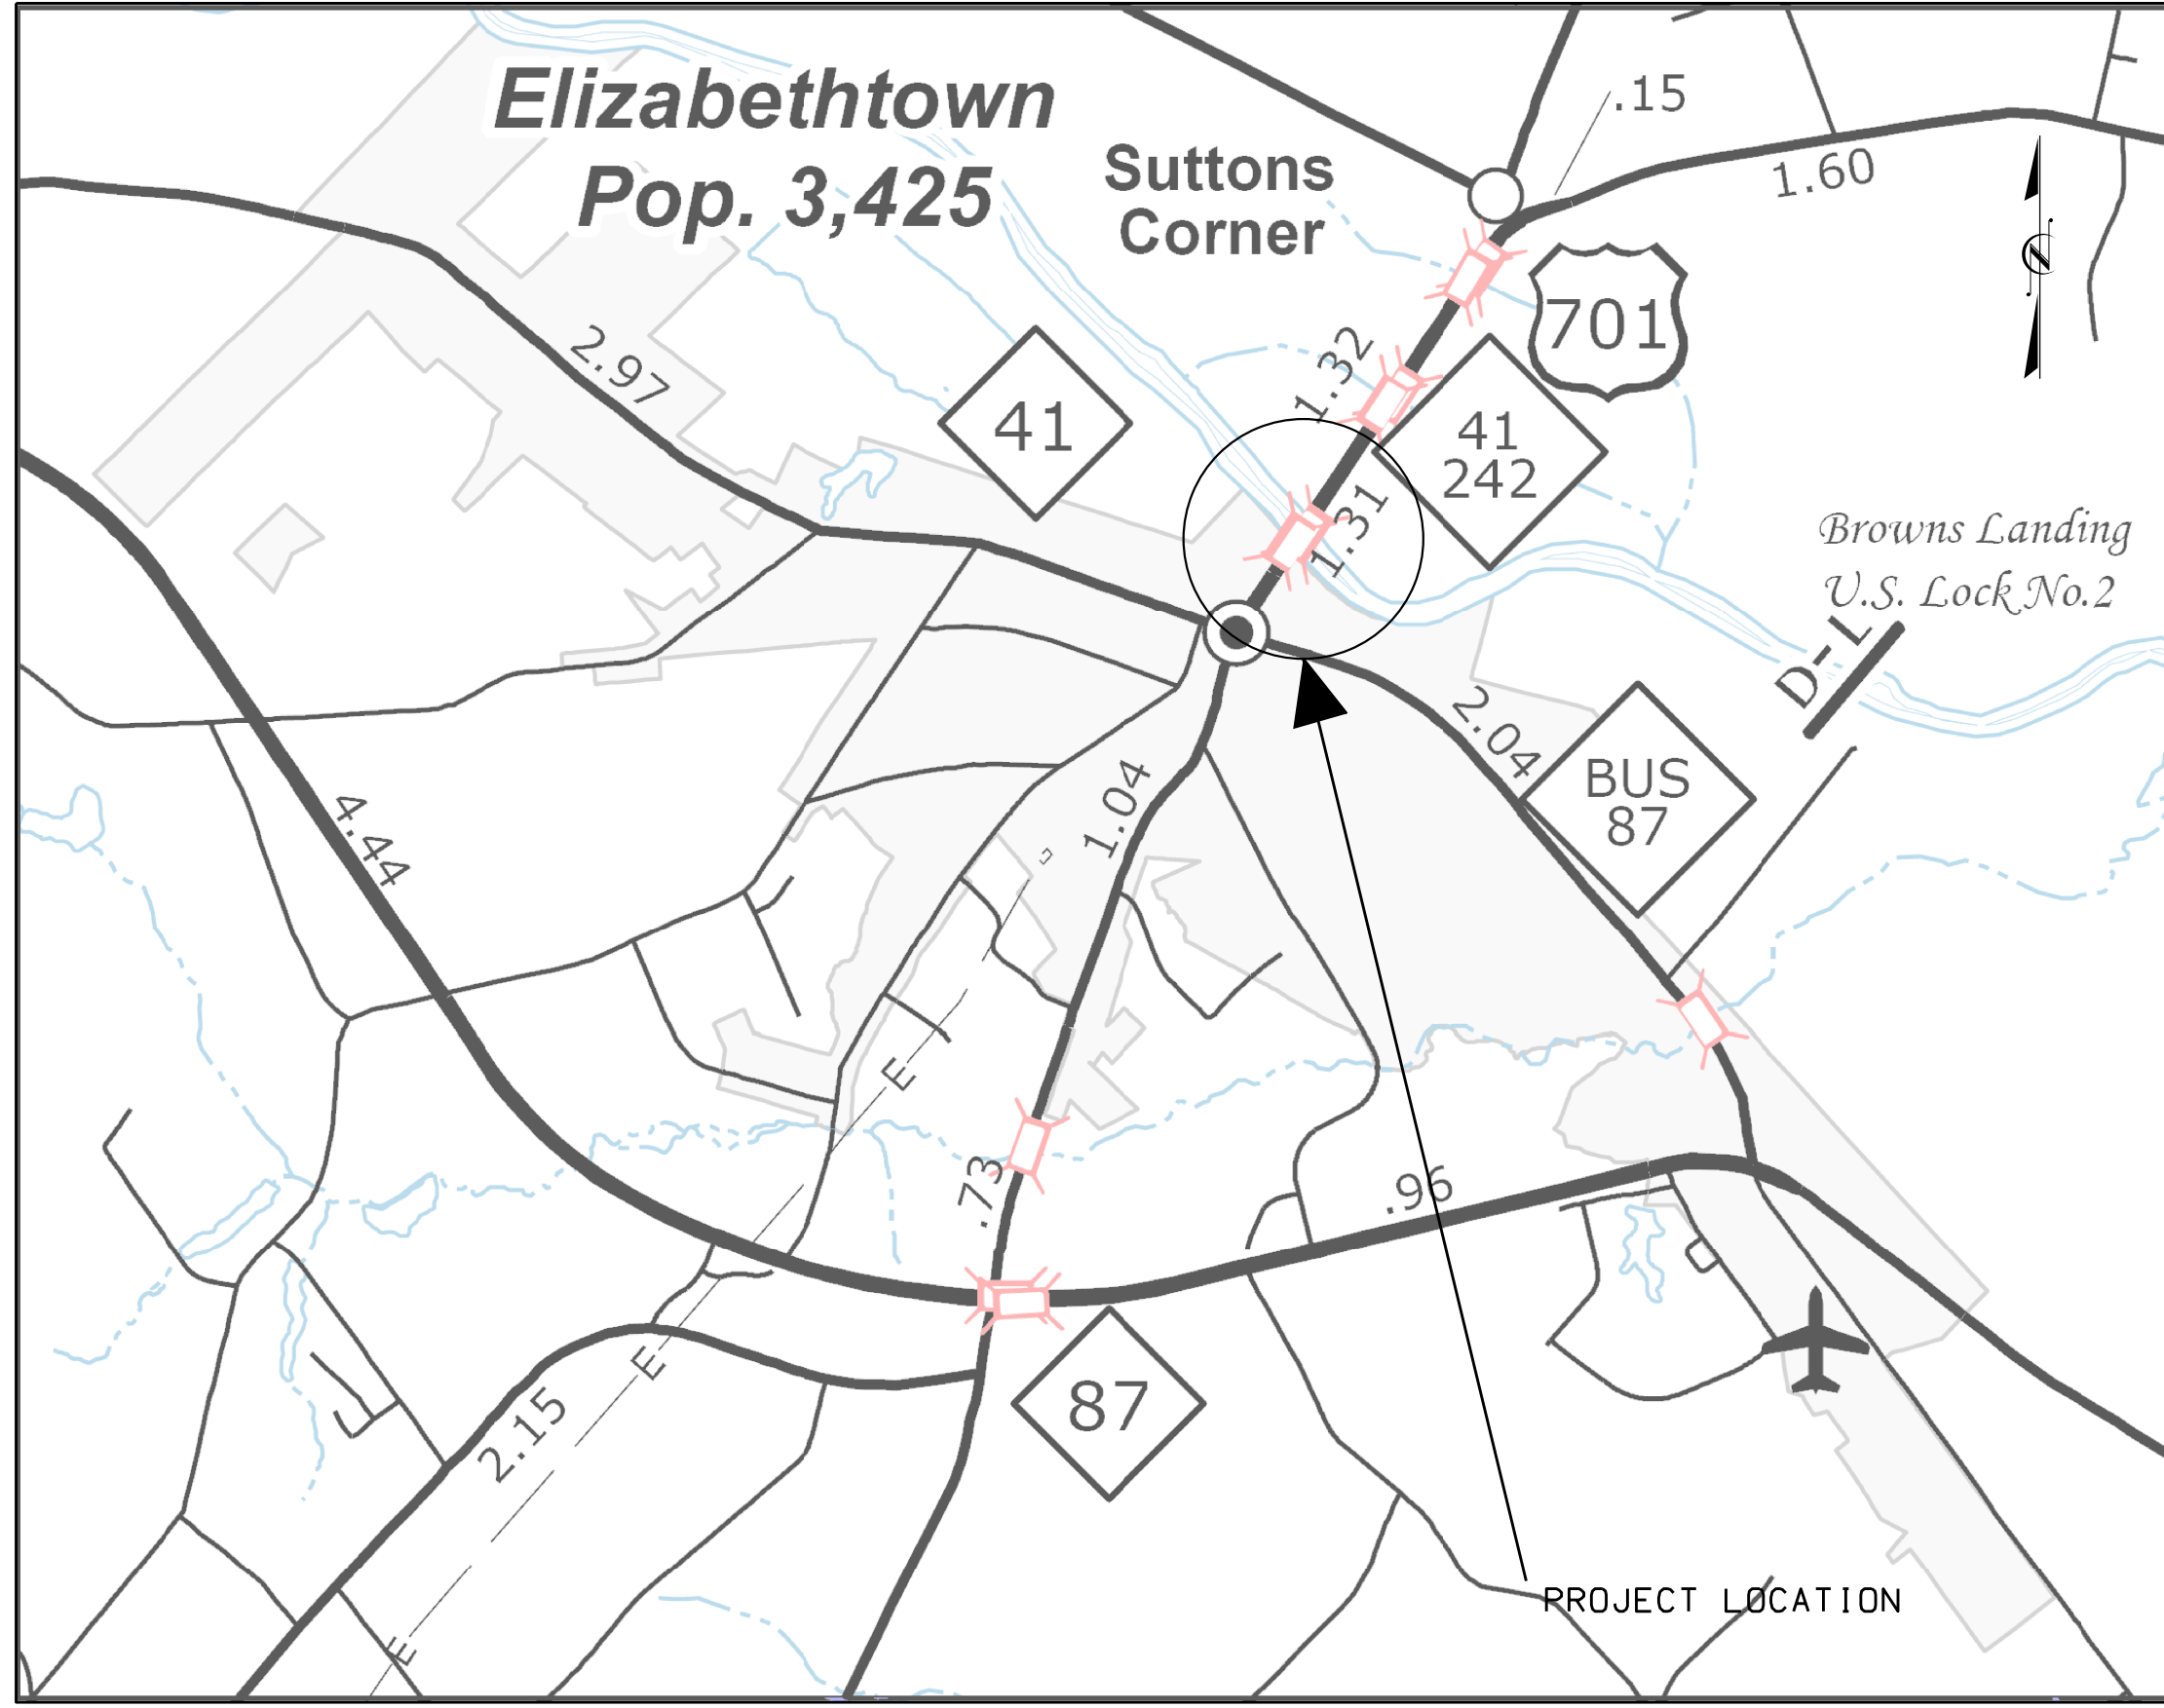 Elizabethtown
Pop. 3,425
Suttons
Corner
.15
1.60
701
2.97
41
1.32
41
242
1.31
Browns Landing
U.S. Lock No.2
D-L
2.04
BUS
87
1.04
4.44
E
.73
.96
E
87
2.15
PROJECT LOCATION
E